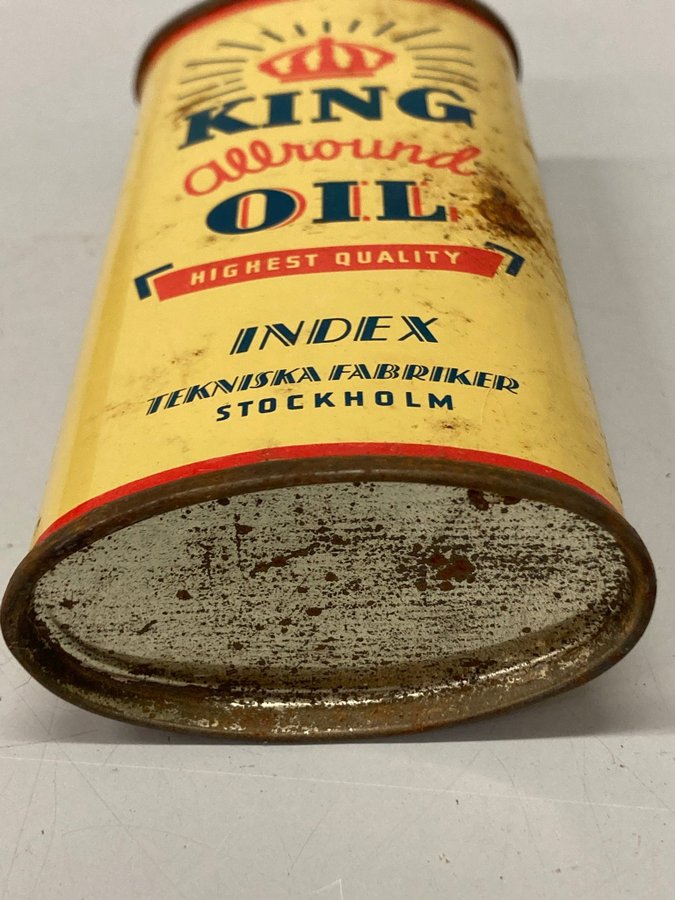 KING
Allround
OIL
HIGHEST QUALITY
INDEX
TEKNISKA FABRIKER
STOCKHOLM